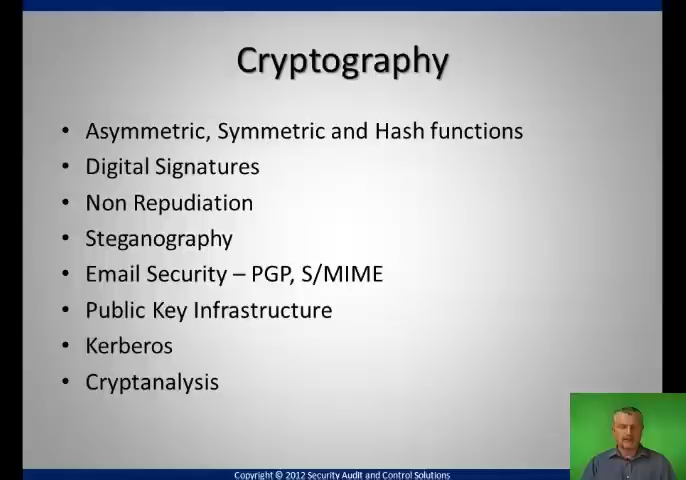 Cryptography
• Asymmetric, Symmetric and Hash functions
• Digital Signatures
• Non Repudiation
• Steganography
• Email Security – PGP, S/MIME
• Public Key Infrastructure
• Kerberos
• Cryptanalysis
Copyright © 2012 Security Audit and Control Solutions